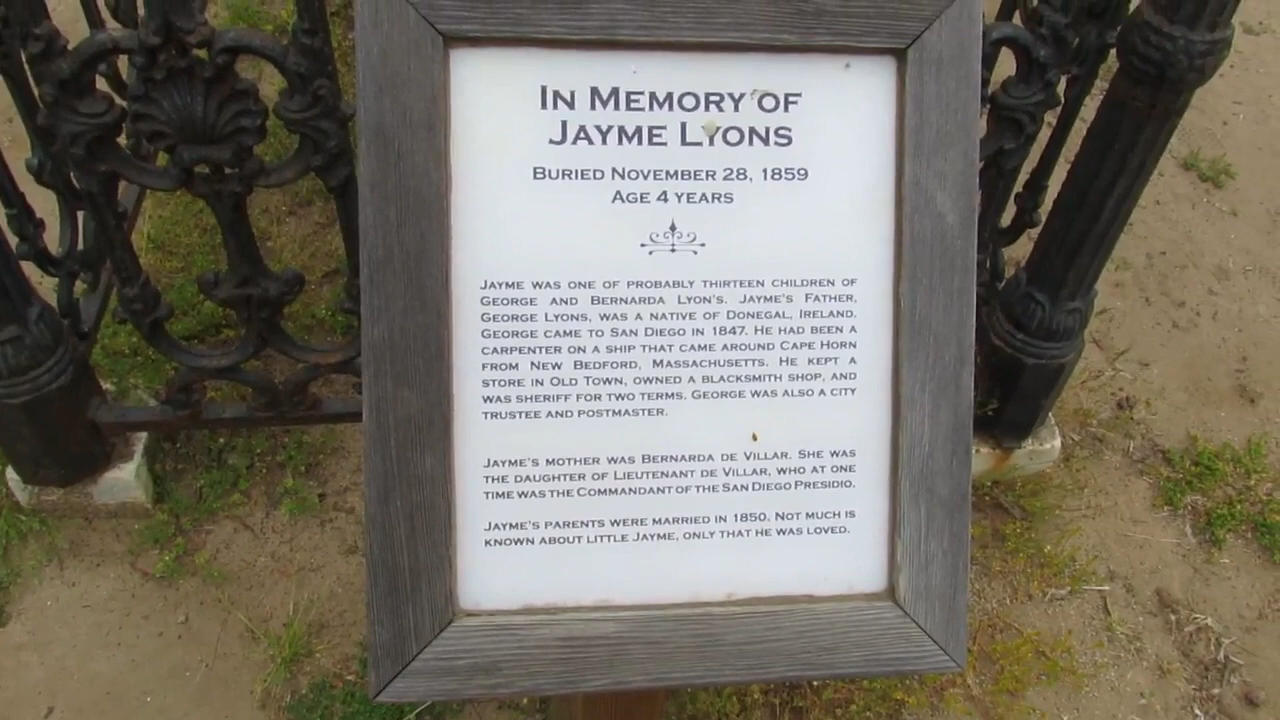 IN MEMORY OF
JAYME LYONS
BURIED NOVEMBER 28, 1859
AGE 4 YEARS
JAYME WAS ONE OF PROBABLY THIRTEEN CHILDREN OF
GEORGE AND BERNARDA LYON'S. JAYME'S FATHER,
GEORGE LYONS, WAS A NATIVE OF DONEGAL, IRELAND.
GEORGE CAME TO SAN DIEGO IN 1847. HE HAD BEEN A
CARPENTER ON A SHIP THAT CAME AROUND CAPE HORN
FROM NEW BEDFORD, MASSACHUSETTS. HE KEPT A
STORE IN OLD TOWN, OWNED A BLACKSMITH SHOP, AND
WAS SHERIFF FOR TWO TERMS. GEORGE WAS ALSO A CITY
TRUSTEE AND POSTMASTER.
JAYME'S MOTHER WAS BERNARDA DE VILLAR. SHE WAS
THE DAUGHTER OF LIEUTENANT DE VILLAR, WHO AT ONE
TIME WAS THE COMMANDANT OF THE SAN DIEGO PRESIDIO.
JAYME'S PARENTS WERE MARRIED IN 1850. NOT MUCH IS
KNOWN ABOUT LITTLE JAYME, ONLY THAT HE WAS LOVED.